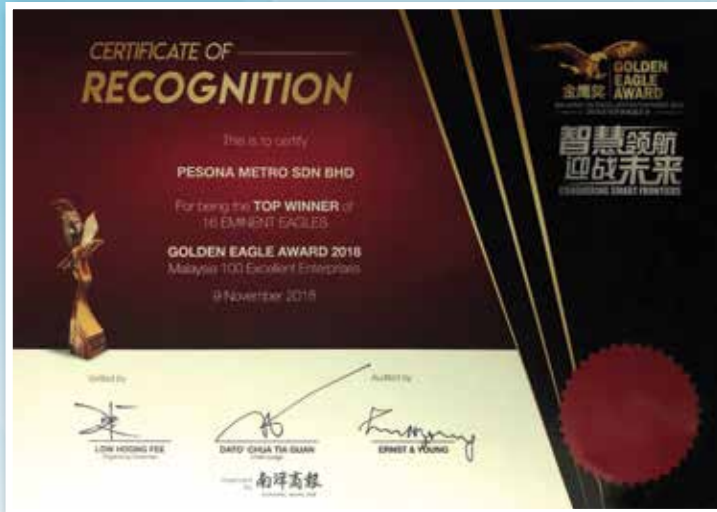 CERTIFICATE OF
RECOGNITION
This is to certify
PESONA METRO SDN BHD
For being the TOP WINNER of
16 EMINENT EAGLES
GOLDEN EAGLE AWARD 2018
Malaysia 100 Excellent Enterprises
9 November 2018
金鹰奖
GOLDEN
EAGLE
AWARD
智慧领航
迎战未来
CONQUERING SMART FRONTIERS
Verified by
Audited by
LOW HOONG FEE
DATO' CHUA TIA GUAN
ERNST & YOUNG
Organised by
南洋商報